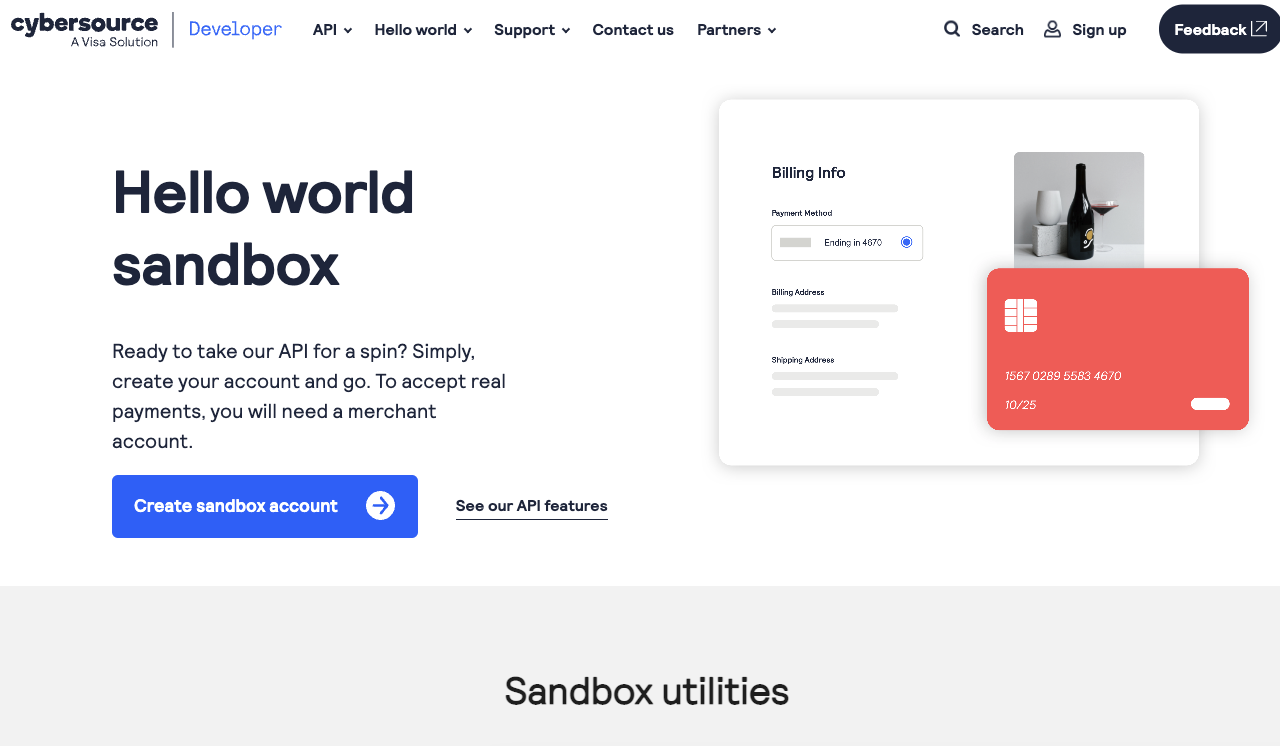 cybersource
A Visa Solution
Developer
API
Hello world
Support
Contact us
Partners
Search
Sign up
Feedback
Hello world
sandbox
Ready to take our API for a spin? Simply,
create your account and go. To accept real
payments, you will need a merchant
account.
Create sandbox account
See our API features
Billing Info
Payment Method
Ending in 4670
Billing Address
Shipping Address
1567 0289 5583 4670
10/25
Sandbox utilities